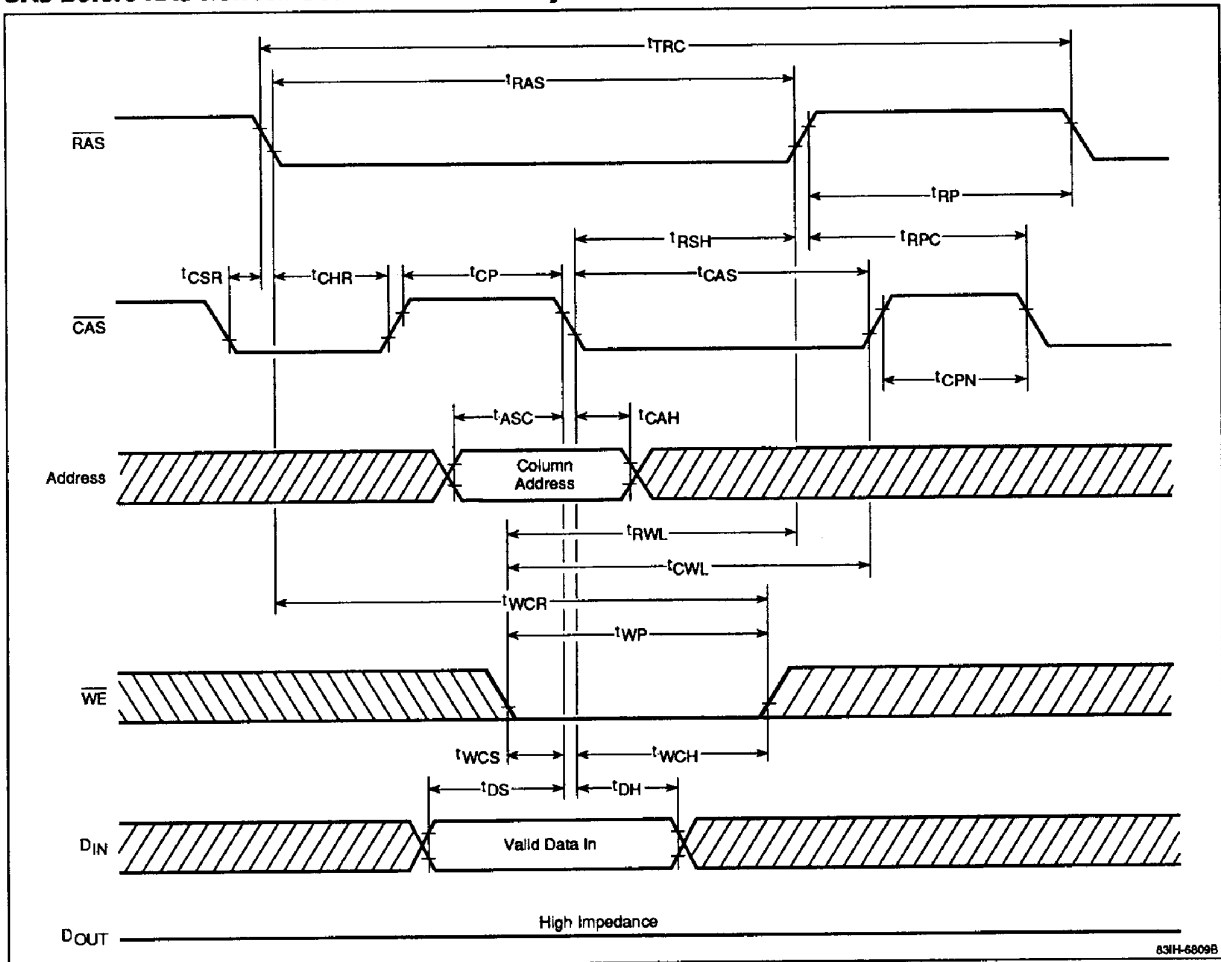 tTRC
tRAS
RAS
tRP
tRSH
tRPC
tCSR
tCHR
tCP
tCAS
CAS
tCPN
tASC
tCAH
Address
Column
Address
tRWL
tCWL
tWCR
tWP
WE
tWCS
tWCH
tDS
tDH
DIN
Valid Data In
High Impedance
DOUT
83IH-6809B